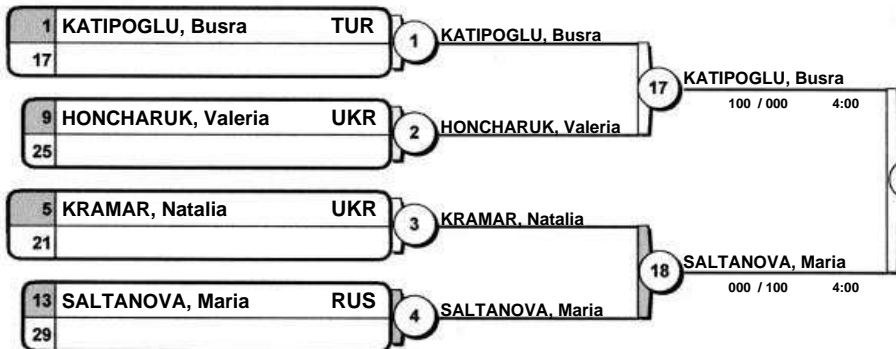 1 KATIPOGLU, Busra TUR
17
1
KATIPOGLU, Busra
9 HONCHARUK, Valeria UKR
25
2
HONCHARUK, Valeria
17
KATIPOGLU, Busra
100 / 000 4:00
5 KRAMAR, Natalia UKR
21
3
KRAMAR, Natalia
13 SALTANOVA, Maria RUS
29
4
SALTANOVA, Maria
18
SALTANOVA, Maria
000 / 100 4:00